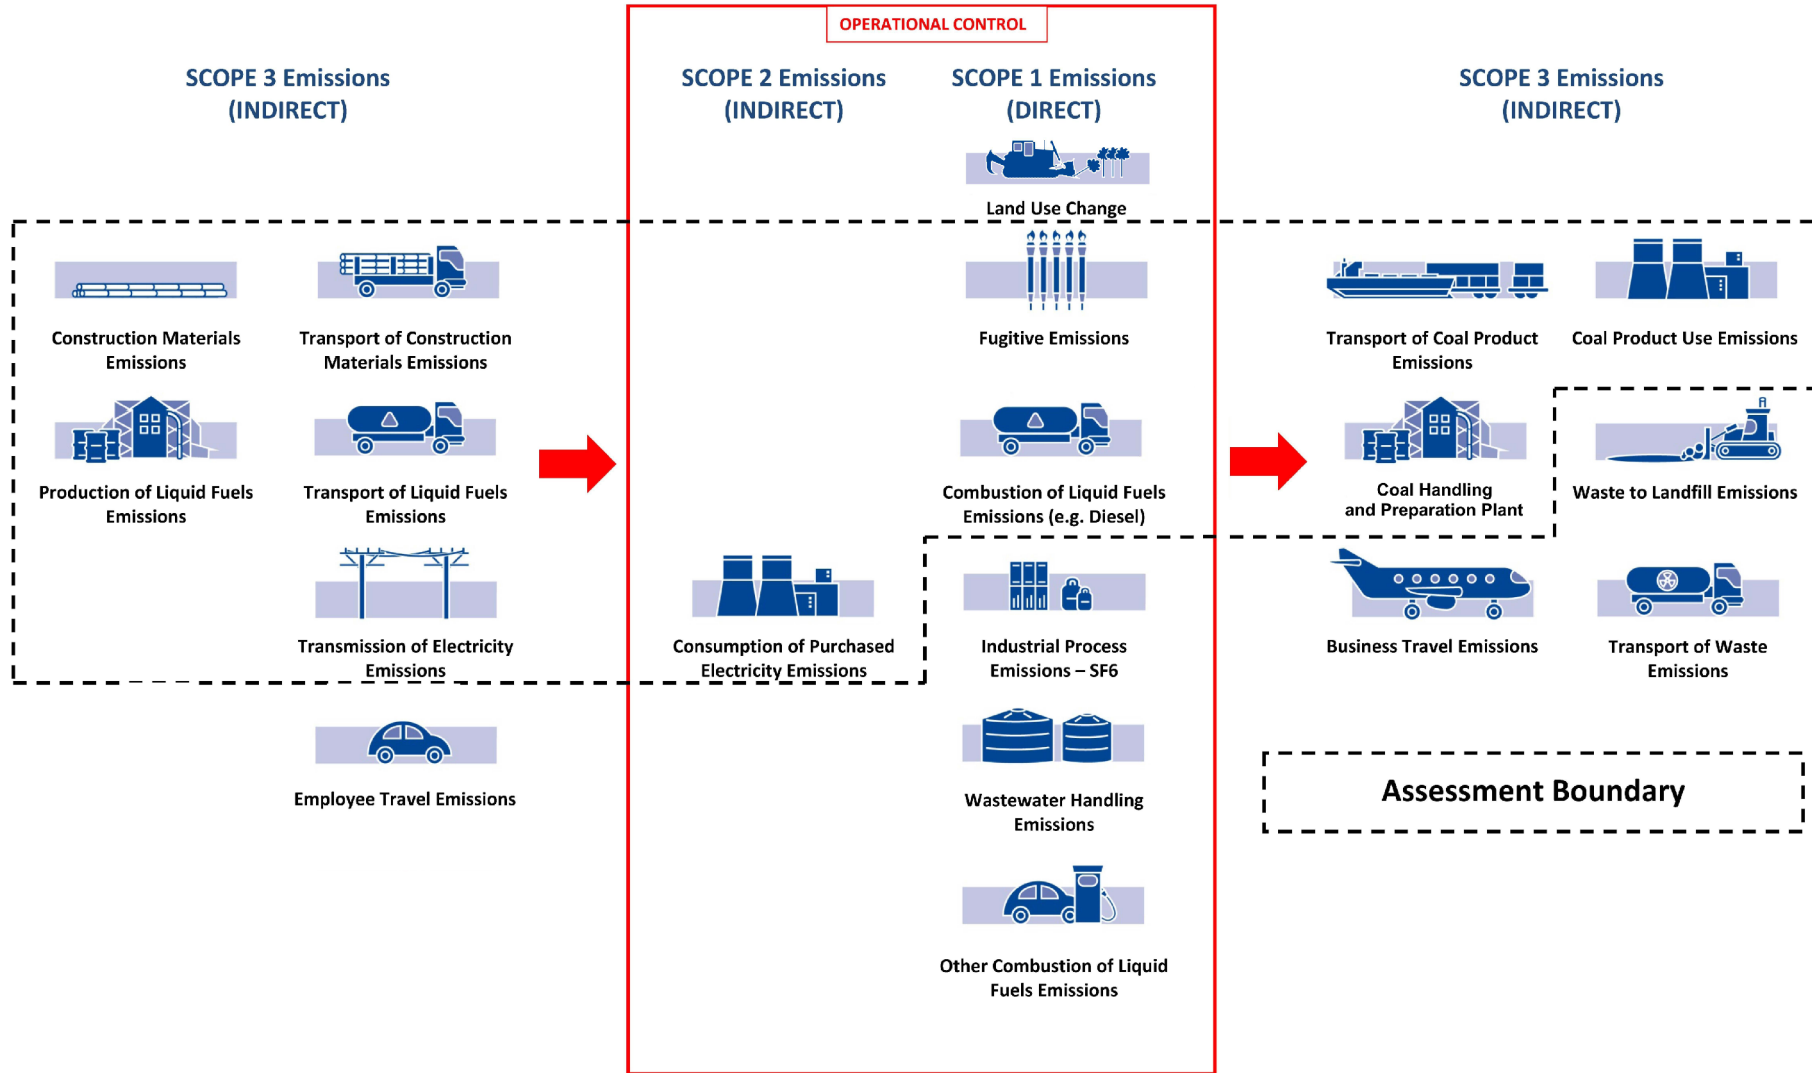 OPERATIONAL CONTROL
SCOPE 3 Emissions
(INDIRECT)
SCOPE 2 Emissions
(INDIRECT)
SCOPE 1 Emissions
(DIRECT)
SCOPE 3 Emissions
(INDIRECT)
Land Use Change
Construction Materials
Emissions
Transport of Construction
Materials Emissions
Fugitive Emissions
Transport of Coal Product
Emissions
Coal Product Use Emissions
Production of Liquid Fuels
Emissions
Transport of Liquid Fuels
Emissions
Combustion of Liquid Fuels
Emissions (e.g. Diesel)
Coal Handling
and Preparation Plant
Waste to Landfill Emissions
Transmission of Electricity
Emissions
Consumption of Purchased
Electricity Emissions
Industrial Process
Emissions – SF6
Business Travel Emissions
Transport of Waste
Emissions
Employee Travel Emissions
Wastewater Handling
Emissions
Assessment Boundary
Other Combustion of Liquid
Fuels Emissions